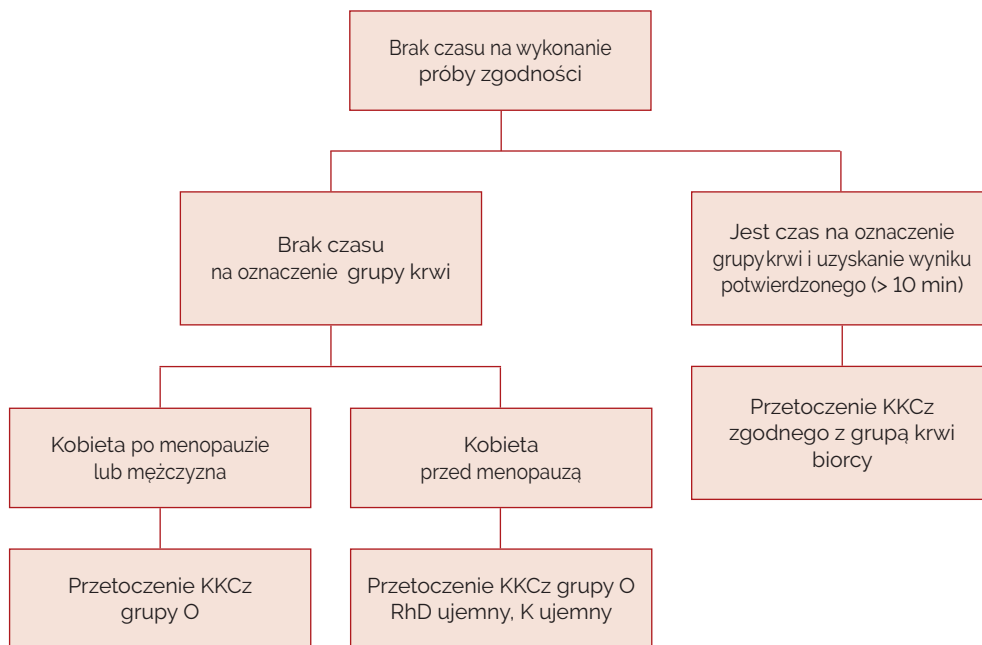 Brak czasu na wykonanie
próby zgodności
Brak czasu
na oznaczenie grupy krwi
Jest czas na oznaczenie
grupy krwi i uzyskanie wyniku
potwierdzonego (> 10 min)
Kobieta po menopauzie
lub mężczyzna
Kobieta
przed menopauzą
Przetoczenie KKCz
zgodnego z grupą krwi
biorcy
Przetoczenie KKCz
grupy O
Przetoczenie KKCz grupy O
RhD ujemny, K ujemny